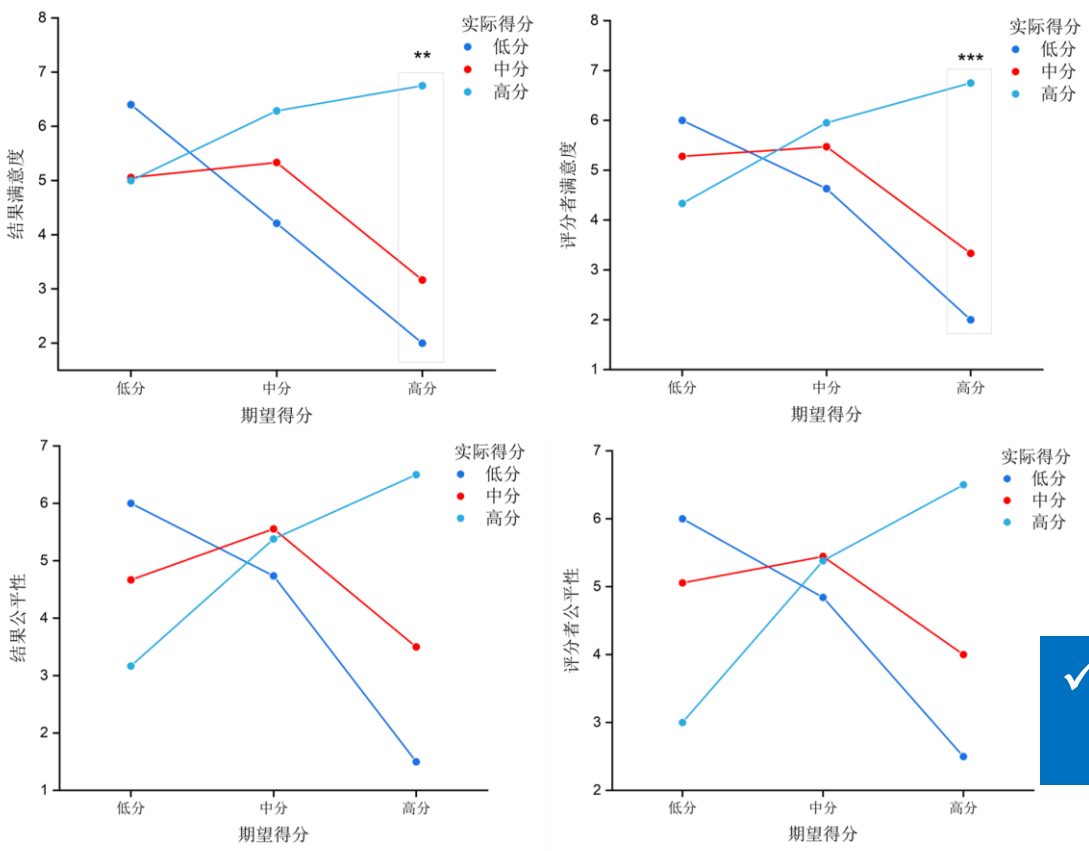 8
7
6
5
4
3
2
结果满意度
**
实际得分
低分
中分
高分
低分
中分
高分
期望得分
8
7
6
5
4
3
2
1
评分者满意度
***
实际得分
低分
中分
高分
低分
中分
高分
期望得分
7
6
5
4
3
2
1
结果公平性
实际得分
低分
中分
高分
低分
中分
高分
期望得分
7
6
5
4
3
2
评分者公平性
实际得分
低分
中分
高分
低分
中分
高分
期望得分